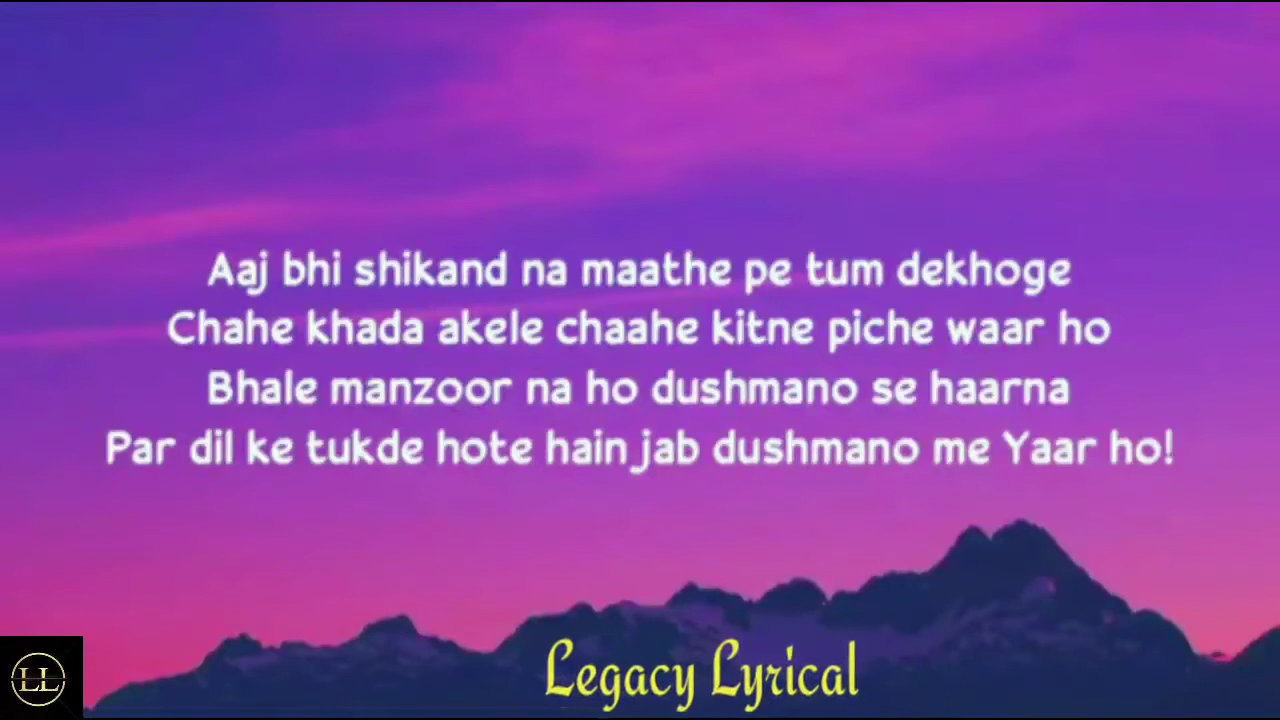 Aaj bhi shikand na maathe pe tum dekhoge
Chahe khada akele chaahe kitne piche waar ho
Bhale manzoor na ho dushmano se haarna
Par dil ke tukde hote hain jab dushmano me Yaar ho!
Legacy Lyrical
LL